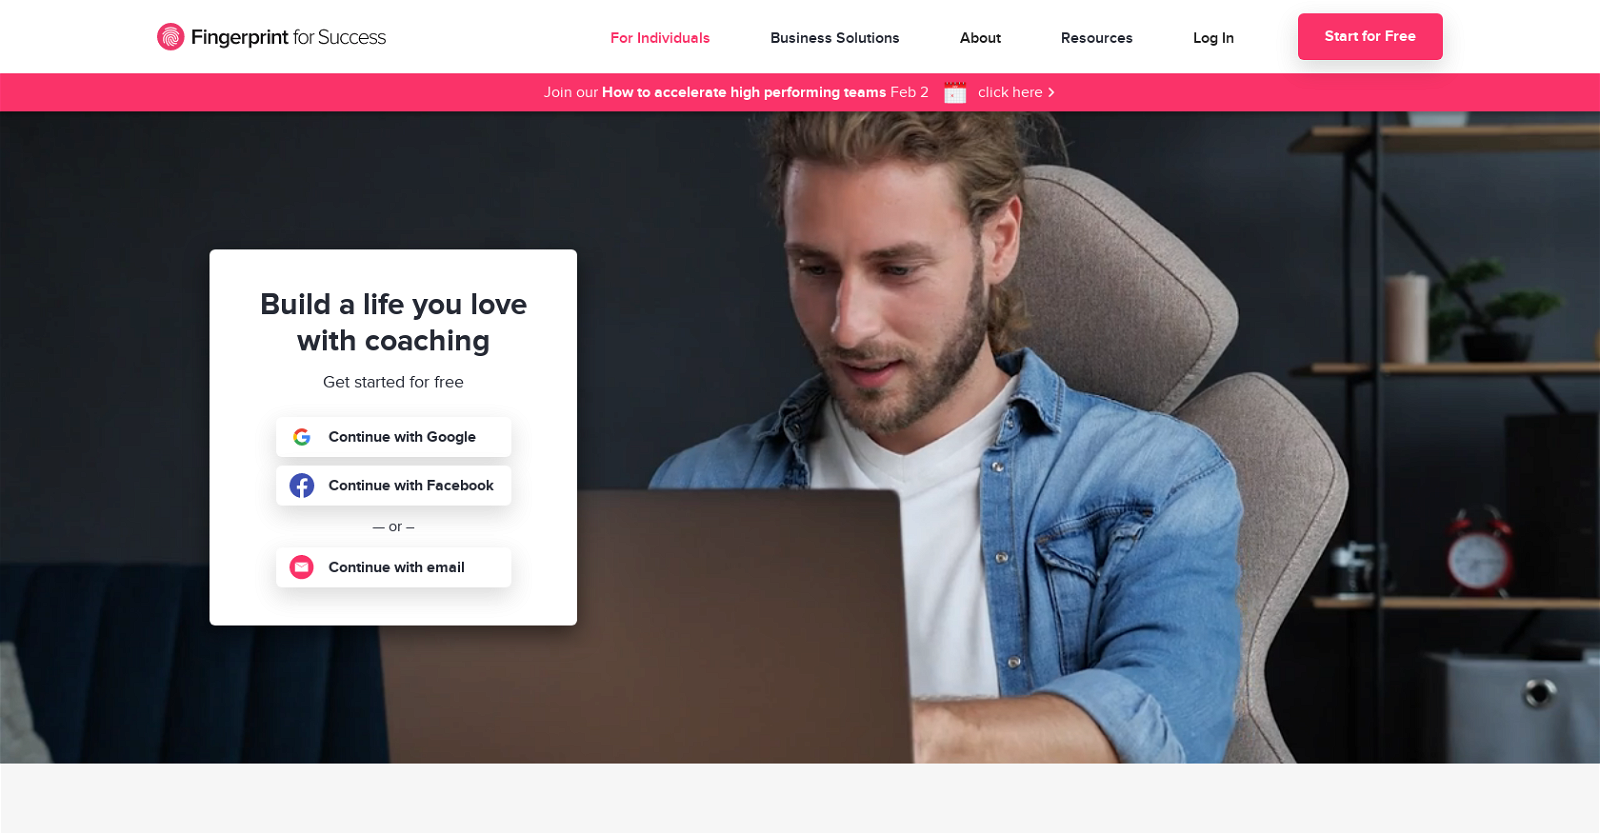 Fingerprint for Success
For Individuals
Business Solutions
About
Resources
Log In
Start for Free
Join our How to accelerate high performing teams Feb 2 click here >
Build a life you love
with coaching
Get started for free
Continue with Google
Continue with Facebook
— or –
Continue with email